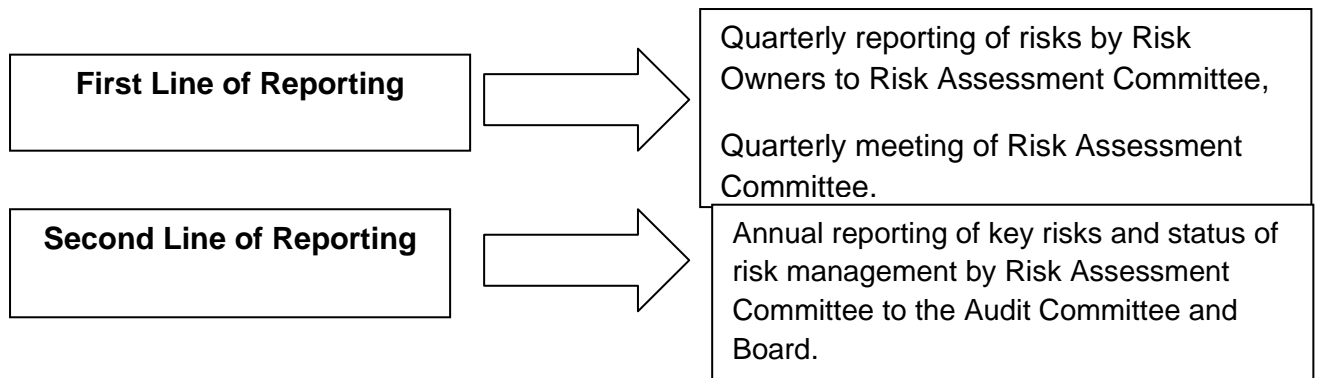 First Line of Reporting
Quarterly reporting of risks by Risk
Owners to Risk Assessment Committee,
Quarterly meeting of Risk Assessment
Committee.
Second Line of Reporting
Annual reporting of key risks and status of
risk management by Risk Assessment
Committee to the Audit Committee and
Board.